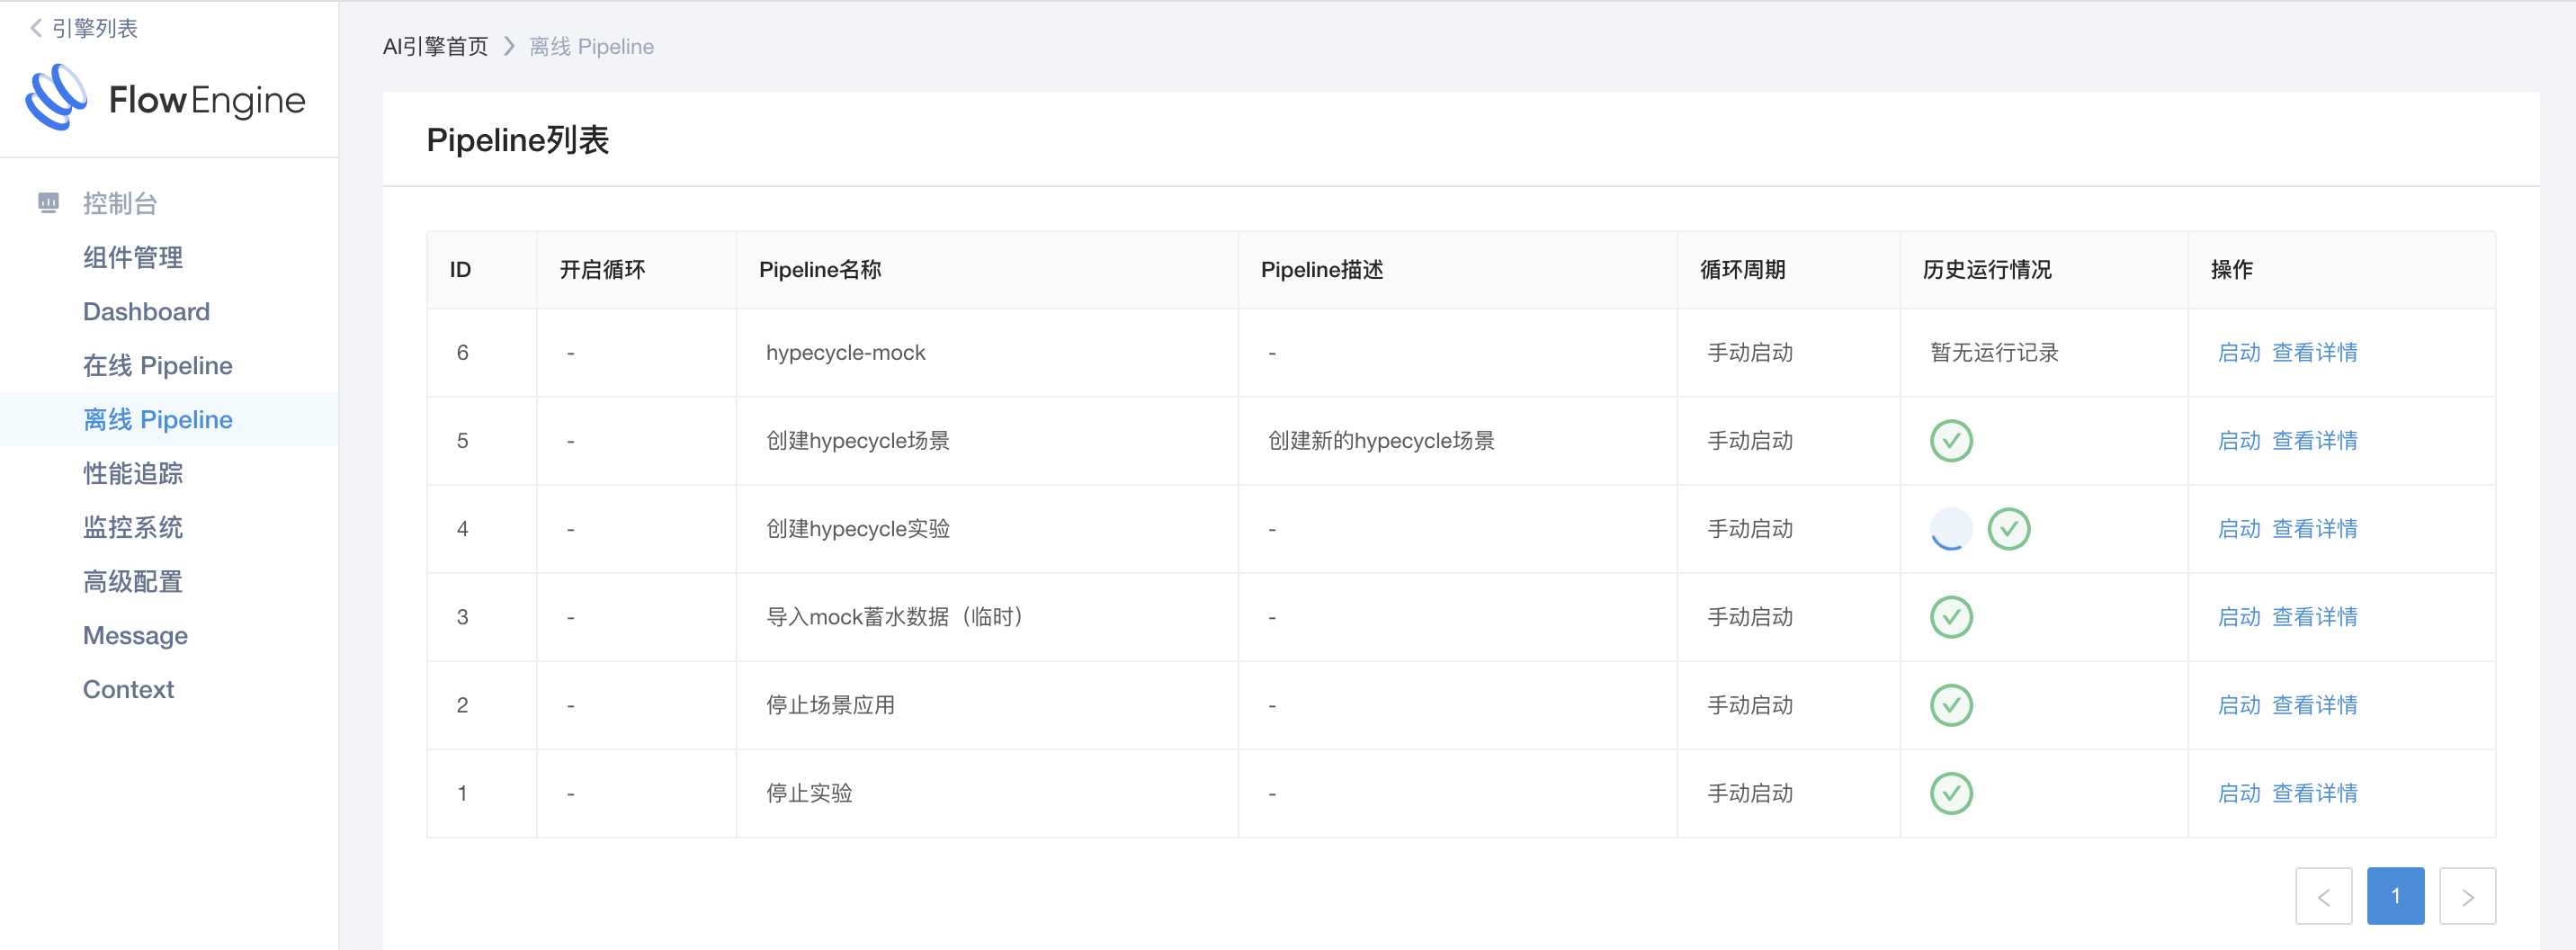 引擎列表
FlowEngine
控制台
组件管理
Dashboard
在线 Pipeline
离线 Pipeline
性能追踪
监控系统
高级配置
Message
Context
AI引擎首页 > 离线 Pipeline
Pipeline列表
ID 开启循环 Pipeline名称 Pipeline描述 循环周期 历史运行情况 操作
6 - hypecycle-mock - 手动启动 暂无运行记录 启动 查看详情
5 - 创建hypecycle场景 创建新的hypecycle场景 手动启动 启动 查看详情
4 - 创建hypecycle实验 - 手动启动 启动 查看详情
3 - 导入mock蓄水数据（临时） - 手动启动 启动 查看详情
2 - 停止场景应用 - 手动启动 启动 查看详情
1 - 停止实验 - 手动启动 启动 查看详情
< 1 >